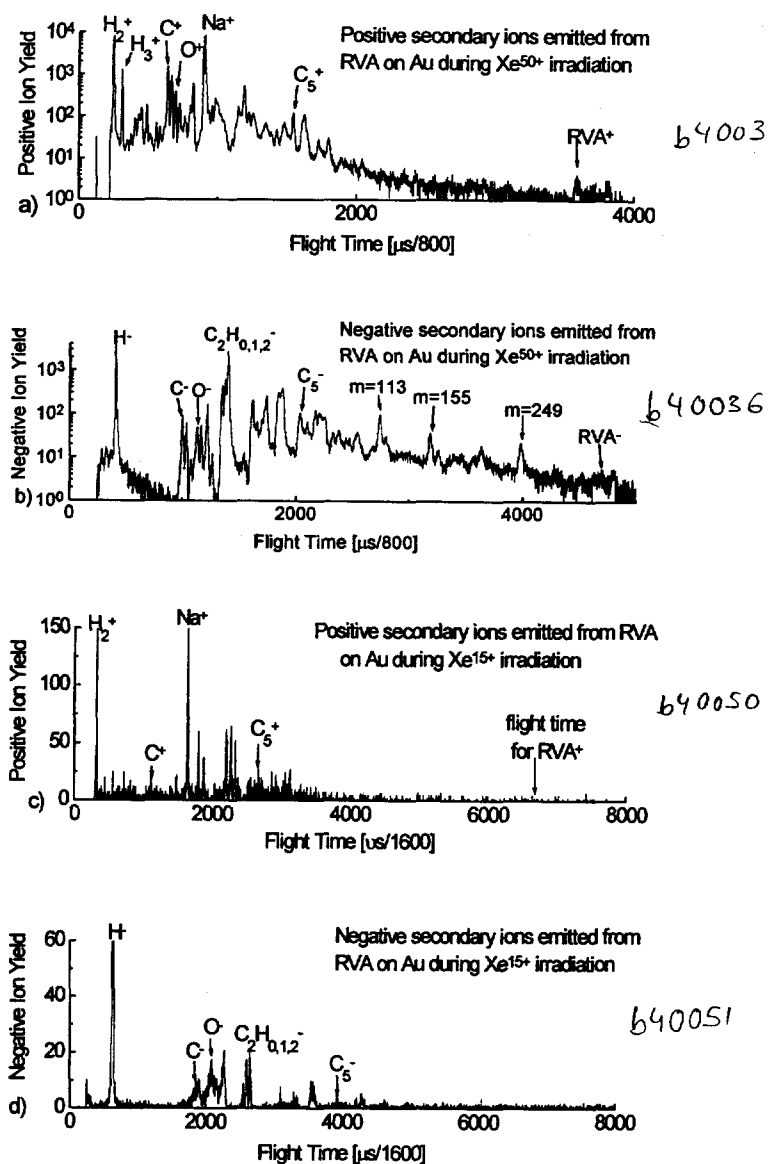 H₂⁺ H₃⁺ C⁺ O⁺ Na⁺
Positive secondary ions emitted from
RVA on Au during Xe⁵⁰⁺ irradiation
C₅⁺
RVA⁺
b4003
Positive Ion Yield
10⁴
10³
10²
10¹
10⁰
a)
0 2000 4000
Flight Time [µs/800]
H-
C₂H₀,₁,₂⁻
Negative secondary ions emitted from
RVA on Au during Xe⁵⁰⁺ irradiation
C⁻ O⁻
C₅⁻
m=113
m=155
m=249
RVA⁻
b40036
Negative Ion Yield
10³
10²
10¹
10⁰
b)
0 2000 4000
Flight Time [µs/800]
H₂⁺
Na⁺
Positive secondary ions emitted from RVA
on Au during Xe¹⁵⁺ irradiation
C⁺
C₅⁺
flight time
for RVA⁺
b40050
Positive Ion Yield
150
100
75
50
25
0
c)
0 2000 4000 6000 8000
Flight Time [us/1600]
H-
Negative secondary ions emitted from
RVA on Au during Xe¹⁵⁺ irradiation
C⁻
O⁻
C₂H₀,₁,₂⁻
C₅⁻
b40051
Negative Ion Yield
60
40
20
0
d)
0 2000 4000 6000 8000
Flight Time [µs/1600]